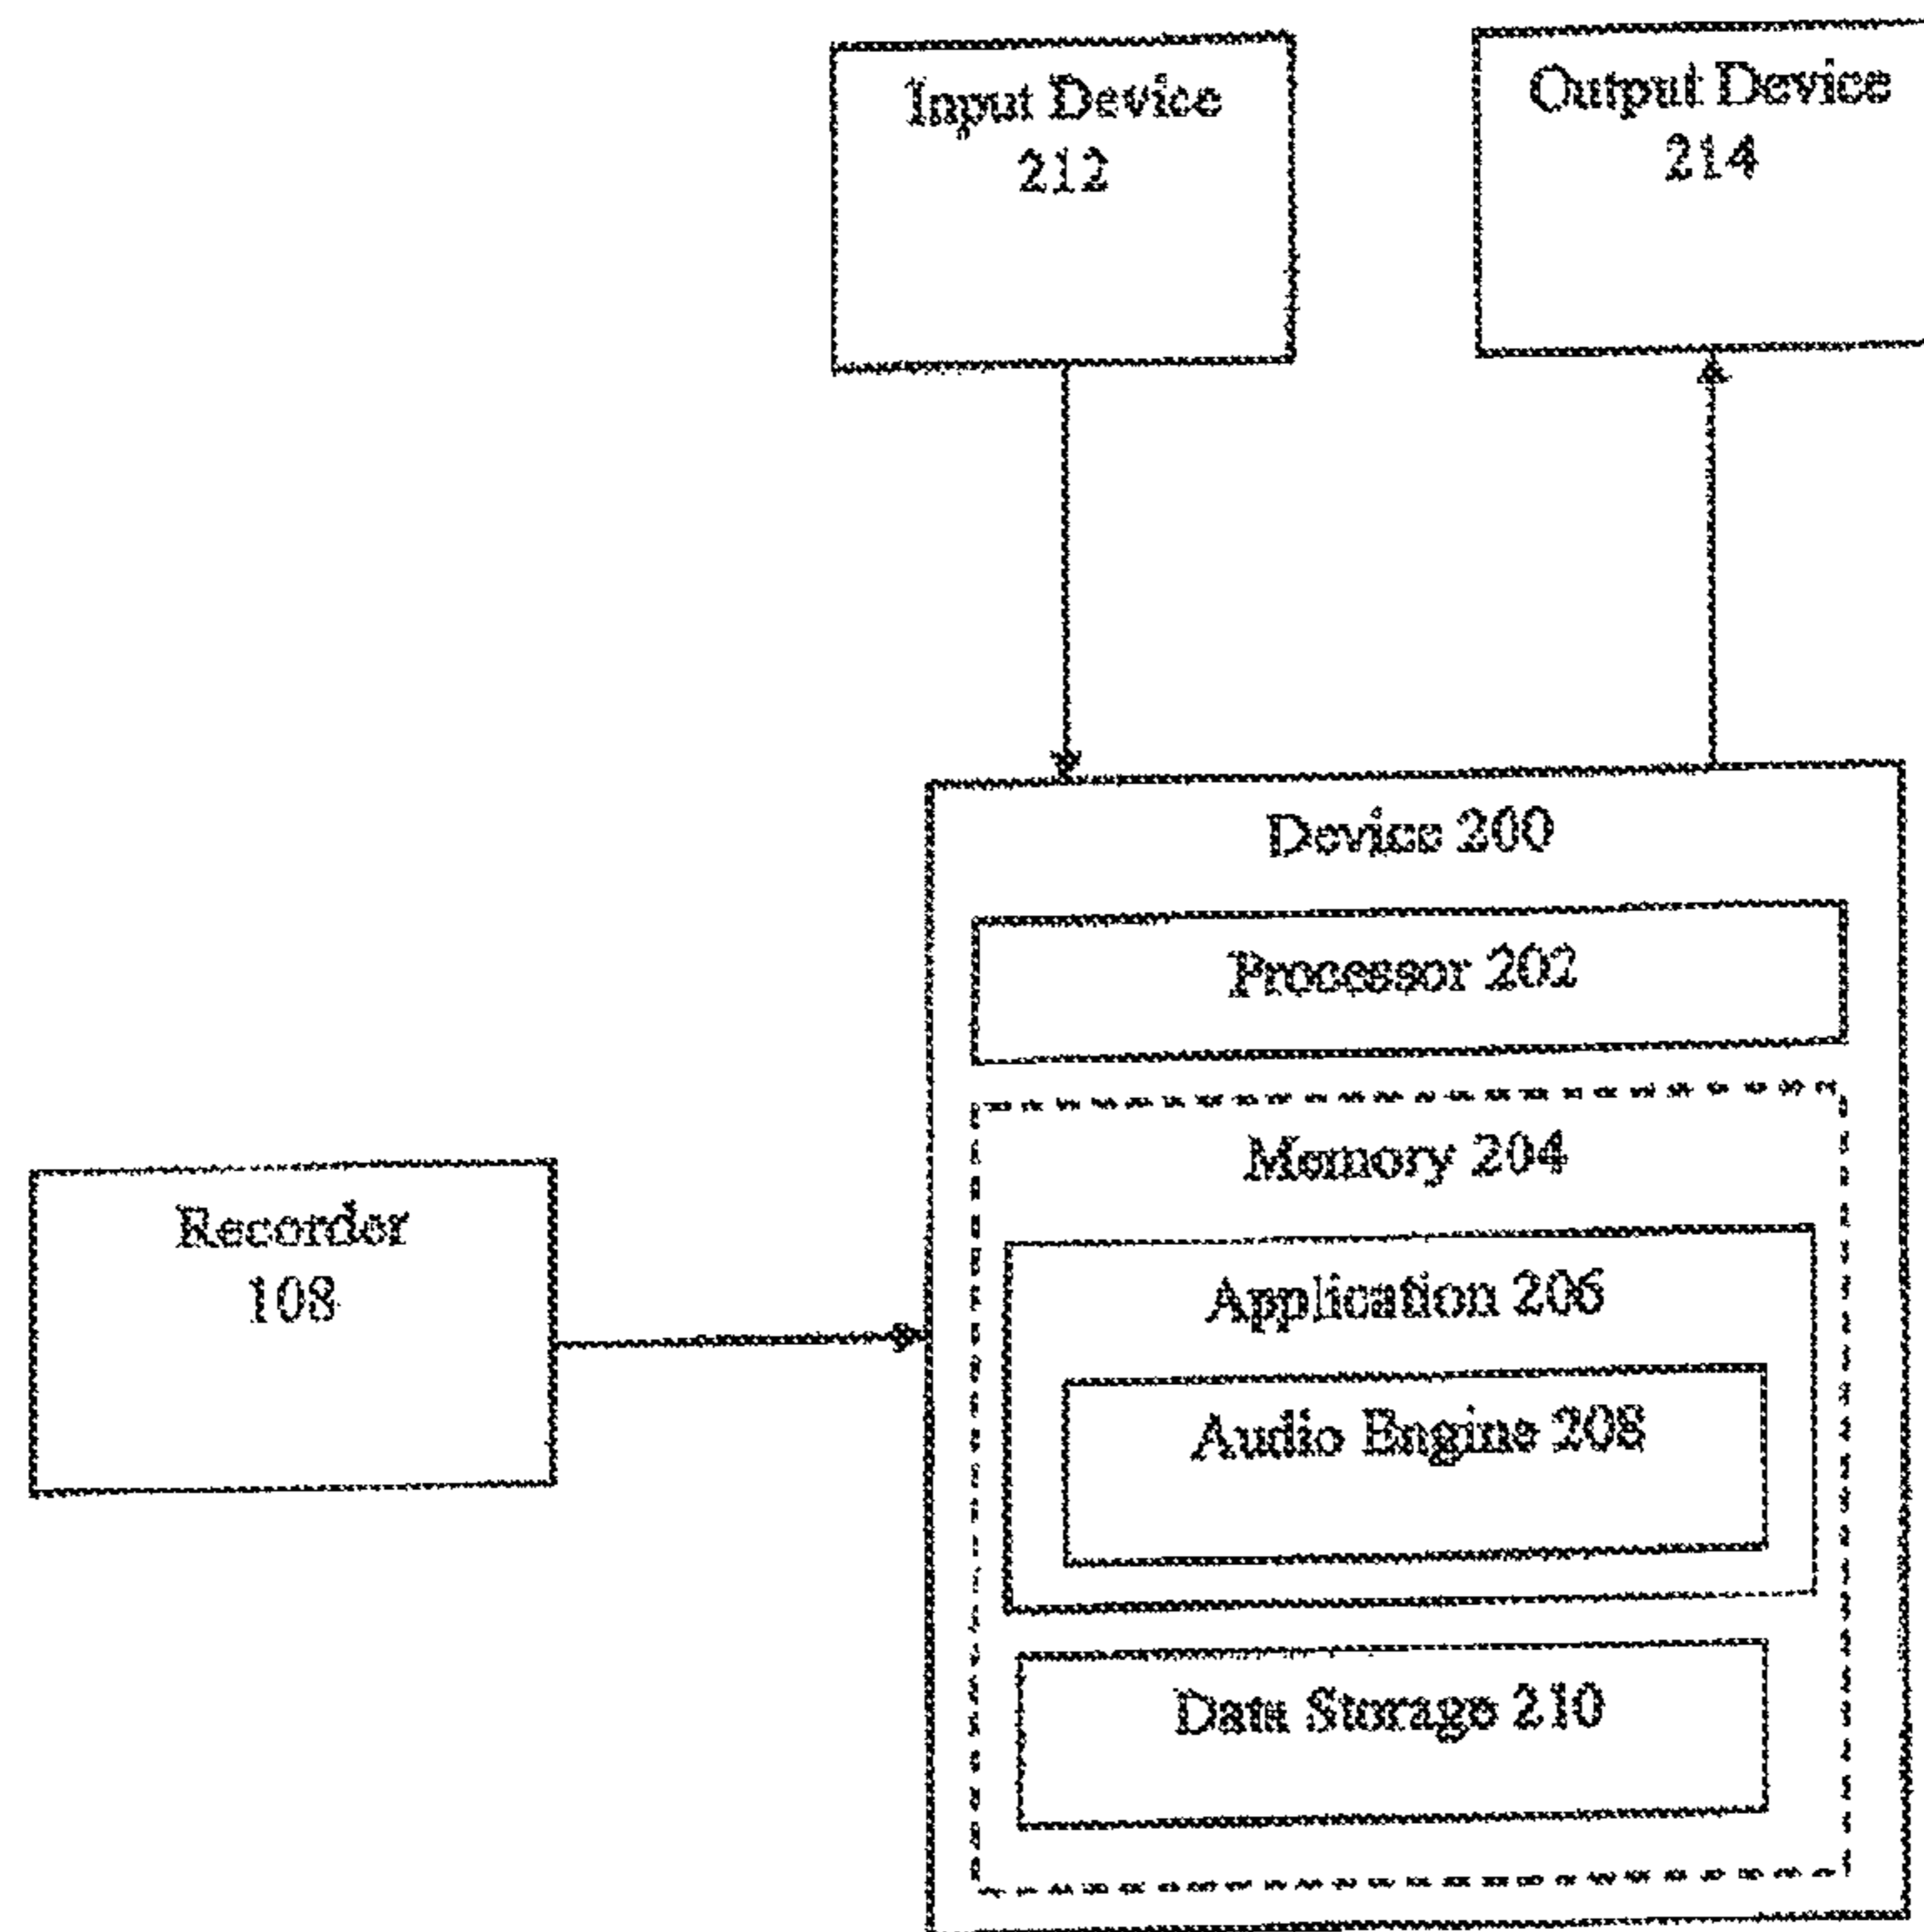 Input Device
212
Output Device
214
Device 200
Processor 202
Memory 204
Recorder
108
Application 206
Audio Engine 208
Data Storage 210